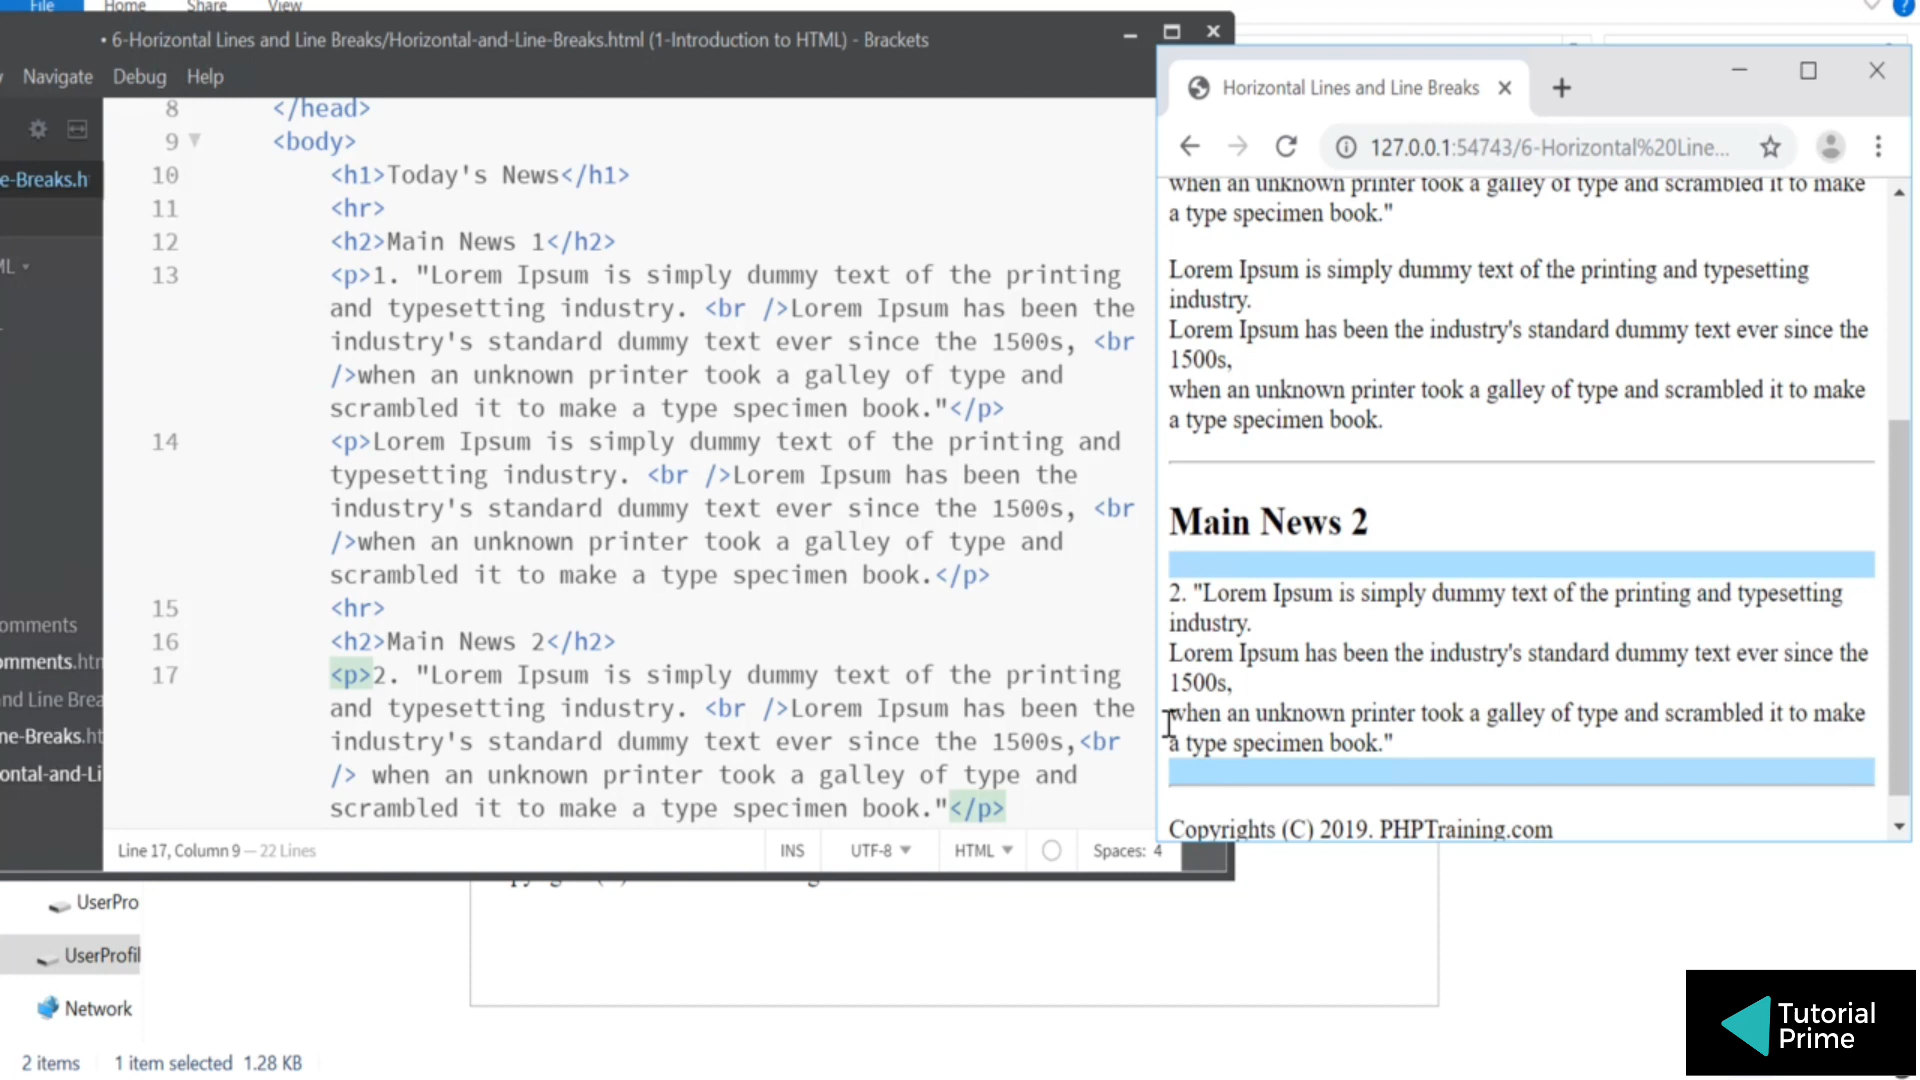 File Home Share View
• 6-Horizontal Lines and Line Breaks/Horizontal-and-Line-Breaks.html (1-Introduction to HTML) - Brackets
Navigate Debug Help
8 </head>
9 <body>
10 <h1>Today's News</h1>
11 <hr>
12 <h2>Main News 1</h2>
13 <p>1. "Lorem Ipsum is simply dummy text of the printing
and typesetting industry. <br />Lorem Ipsum has been the
industry's standard dummy text ever since the 1500s, <br
/>when an unknown printer took a galley of type and
scrambled it to make a type specimen book."</p>
14 <p>Lorem Ipsum is simply dummy text of the printing and
typesetting industry. <br />Lorem Ipsum has been the
industry's standard dummy text ever since the 1500s, <br
/>when an unknown printer took a galley of type and
scrambled it to make a type specimen book.</p>
15 <hr>
16 <h2>Main News 2</h2>
17 <p>2. "Lorem Ipsum is simply dummy text of the printing
and typesetting industry. <br />Lorem Ipsum has been the
industry's standard dummy text ever since the 1500s,<br
/> when an unknown printer took a galley of type and
scrambled it to make a type specimen book."</p>
Line 17, Column 9 — 22 Lines
INS UTF-8 HTML Spaces: 4
e-Breaks.h
ML
omments
omments.htm
nd Line Brea
ne-Breaks.ht
ontal-and-Li
Horizontal Lines and Line Breaks
127.0.0.1:54743/6-Horizontal%20Line...
when an unknown printer took a galley of type and scrambled it to make
a type specimen book."
Lorem Ipsum is simply dummy text of the printing and typesetting
industry.
Lorem Ipsum has been the industry's standard dummy text ever since the
1500s,
when an unknown printer took a galley of type and scrambled it to make
a type specimen book.
Main News 2
2. "Lorem Ipsum is simply dummy text of the printing and typesetting
industry.
Lorem Ipsum has been the industry's standard dummy text ever since the
1500s,
when an unknown printer took a galley of type and scrambled it to make
a type specimen book."
Copyrights (C) 2019. PHPTraining.com
UserPro
UserProfil
Network
2 items 1 item selected 1.28 KB
Tutorial
Prime